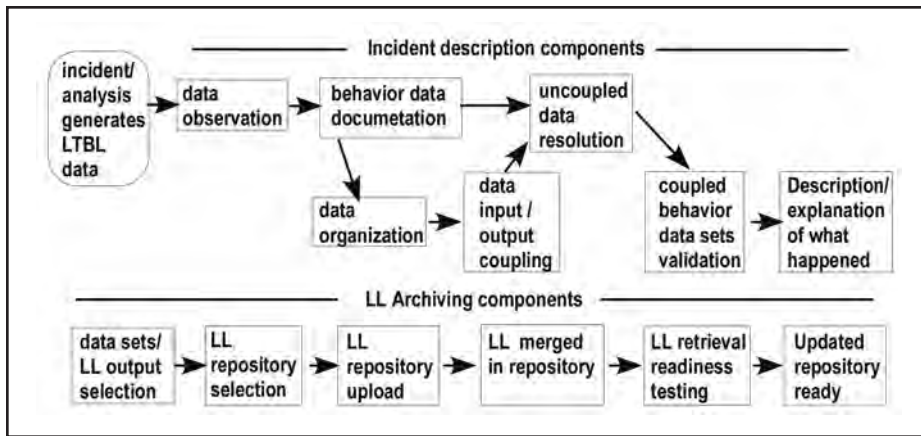 Incident description components
incident/
analysis
generates
LTBL
data
data
observation
behavior data
documetation
uncoupled
data
resolution
data
organization
data
input /
output
coupling
coupled
behavior
data sets
validation
Description/
explanation
of what
happened
LL Archiving components
data sets/
LL output
selection
LL
repository
selection
LL
repository
upload
LL merged
in repository
LL retrieval
readiness
testing
Updated
repository
ready